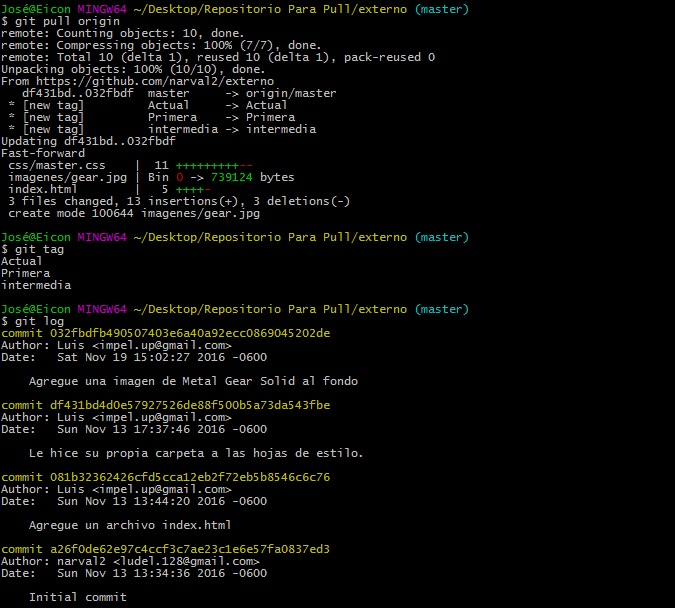 José@Eicon MINGW64 ~/Desktop/Repositorio Para Pull/externo (master)
$ git pull origin
remote: Counting objects: 10, done.
remote: Compressing objects: 100% (7/7), done.
remote: Total 10 (delta 1), reused 10 (delta 1), pack-reused 0
Unpacking objects: 100% (10/10), done.
From https://github.com/narval2/externo
   df431bd..032fbdf  master     -> origin/master
 * [new tag]         Actual     -> Actual
 * [new tag]         Primera    -> Primera
 * [new tag]         intermedia -> intermedia
Updating df431bd..032fbdf
Fast-forward
 css/master.css    |  11 +++++++++--
 imagenes/gear.jpg | Bin 0 -> 739124 bytes
 index.html        |   5 ++++-
 3 files changed, 13 insertions(+), 3 deletions(-)
 create mode 100644 imagenes/gear.jpg
José@Eicon MINGW64 ~/Desktop/Repositorio Para Pull/externo (master)
$ git tag
Actual
Primera
intermedia
José@Eicon MINGW64 ~/Desktop/Repositorio Para Pull/externo (master)
$ git log
commit 032fbdfb490507403e6a40a92ecc0869045202de
Author: Luis <impel.up@gmail.com>
Date:   Sat Nov 19 15:02:27 2016 -0600
    Agregue una imagen de Metal Gear Solid al fondo
commit df431bd4d0e57927526de88f500b5a73da543fbe
Author: Luis <impel.up@gmail.com>
Date:   Sun Nov 13 17:37:46 2016 -0600
    Le hice su propia carpeta a las hojas de estilo.
commit 081b32362426cfd5cca12eb2f72eb5b8546c6c76
Author: Luis <impel.up@gmail.com>
Date:   Sun Nov 13 13:44:20 2016 -0600
    Agregue un archivo index.html
commit a26f0de62e97c4ccf3c7ae23c1e6e57fa0837ed3
Author: narval2 <ludel.128@gmail.com>
Date:   Sun Nov 13 13:34:36 2016 -0600
    Initial commit